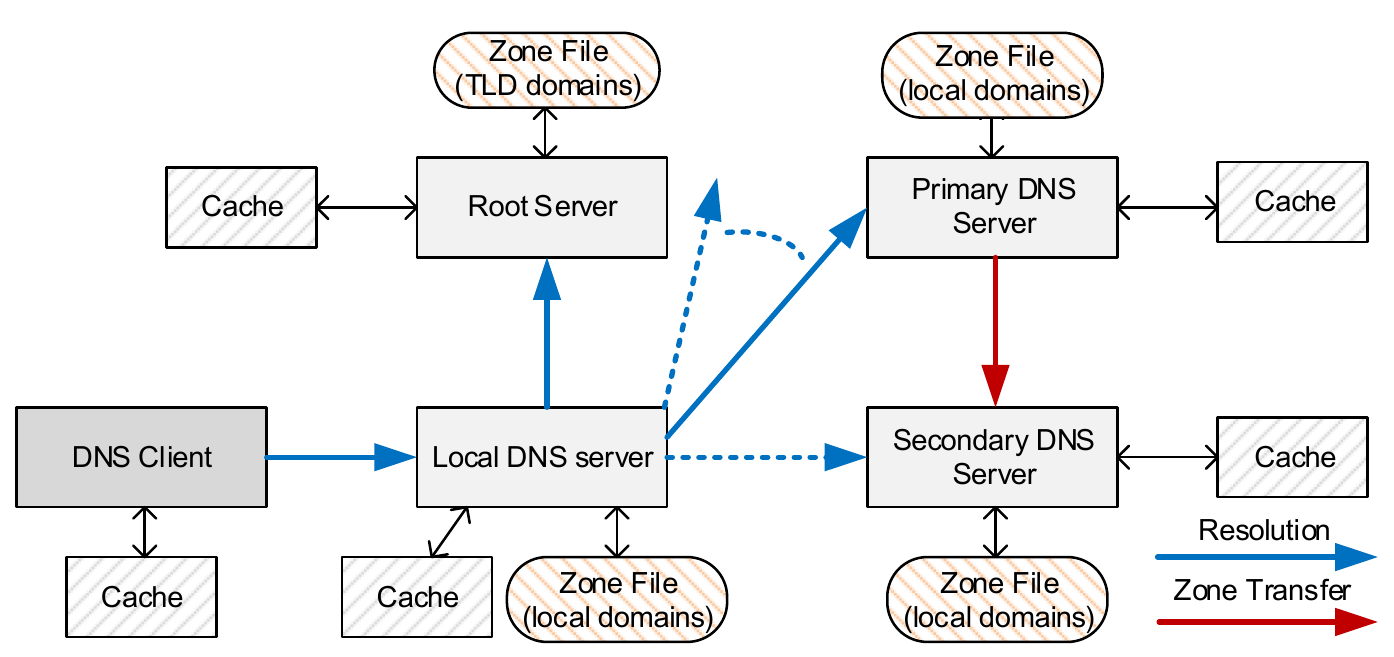 Zone File
(TLD domains)
Zone File
(local domains)
Cache
Root Server
Primary DNS
Server
Cache
DNS Client
Local DNS server
Secondary DNS
Server
Cache
Resolution
Cache
Cache
Zone File
(local domains)
Zone File
(local domains)
Zone Transfer